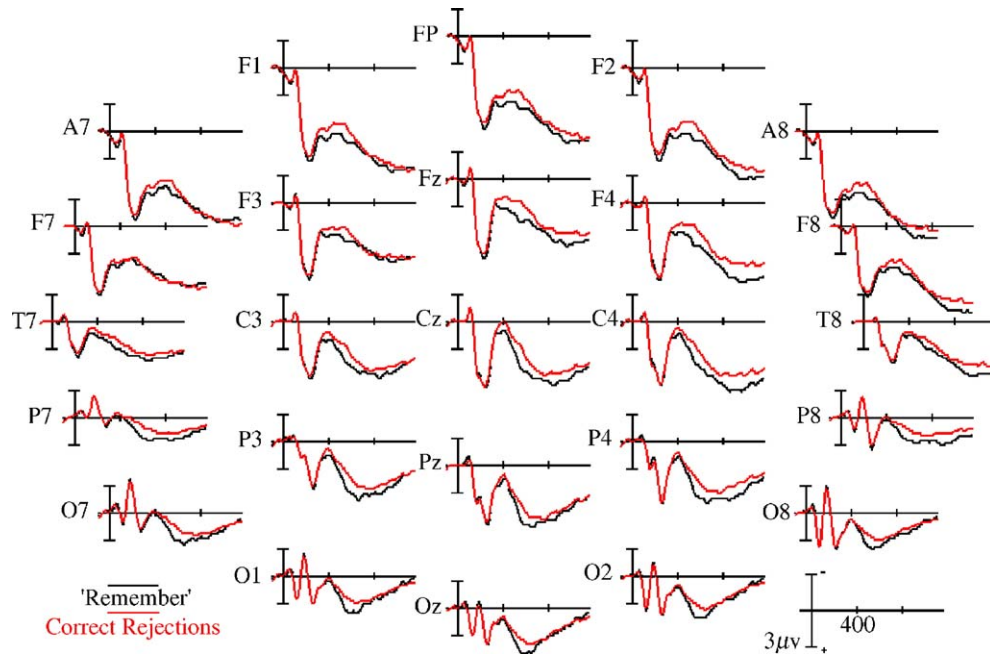 FP
F1
F2
A7
A8
Fz
F3
F4
F7
F8
T7
C3
Cz
C4
T8
P7
P8
P3
Pz
P4
O7
O8
O1
O2
Oz
'Remember'
Correct Rejections
-
400
3μv
+